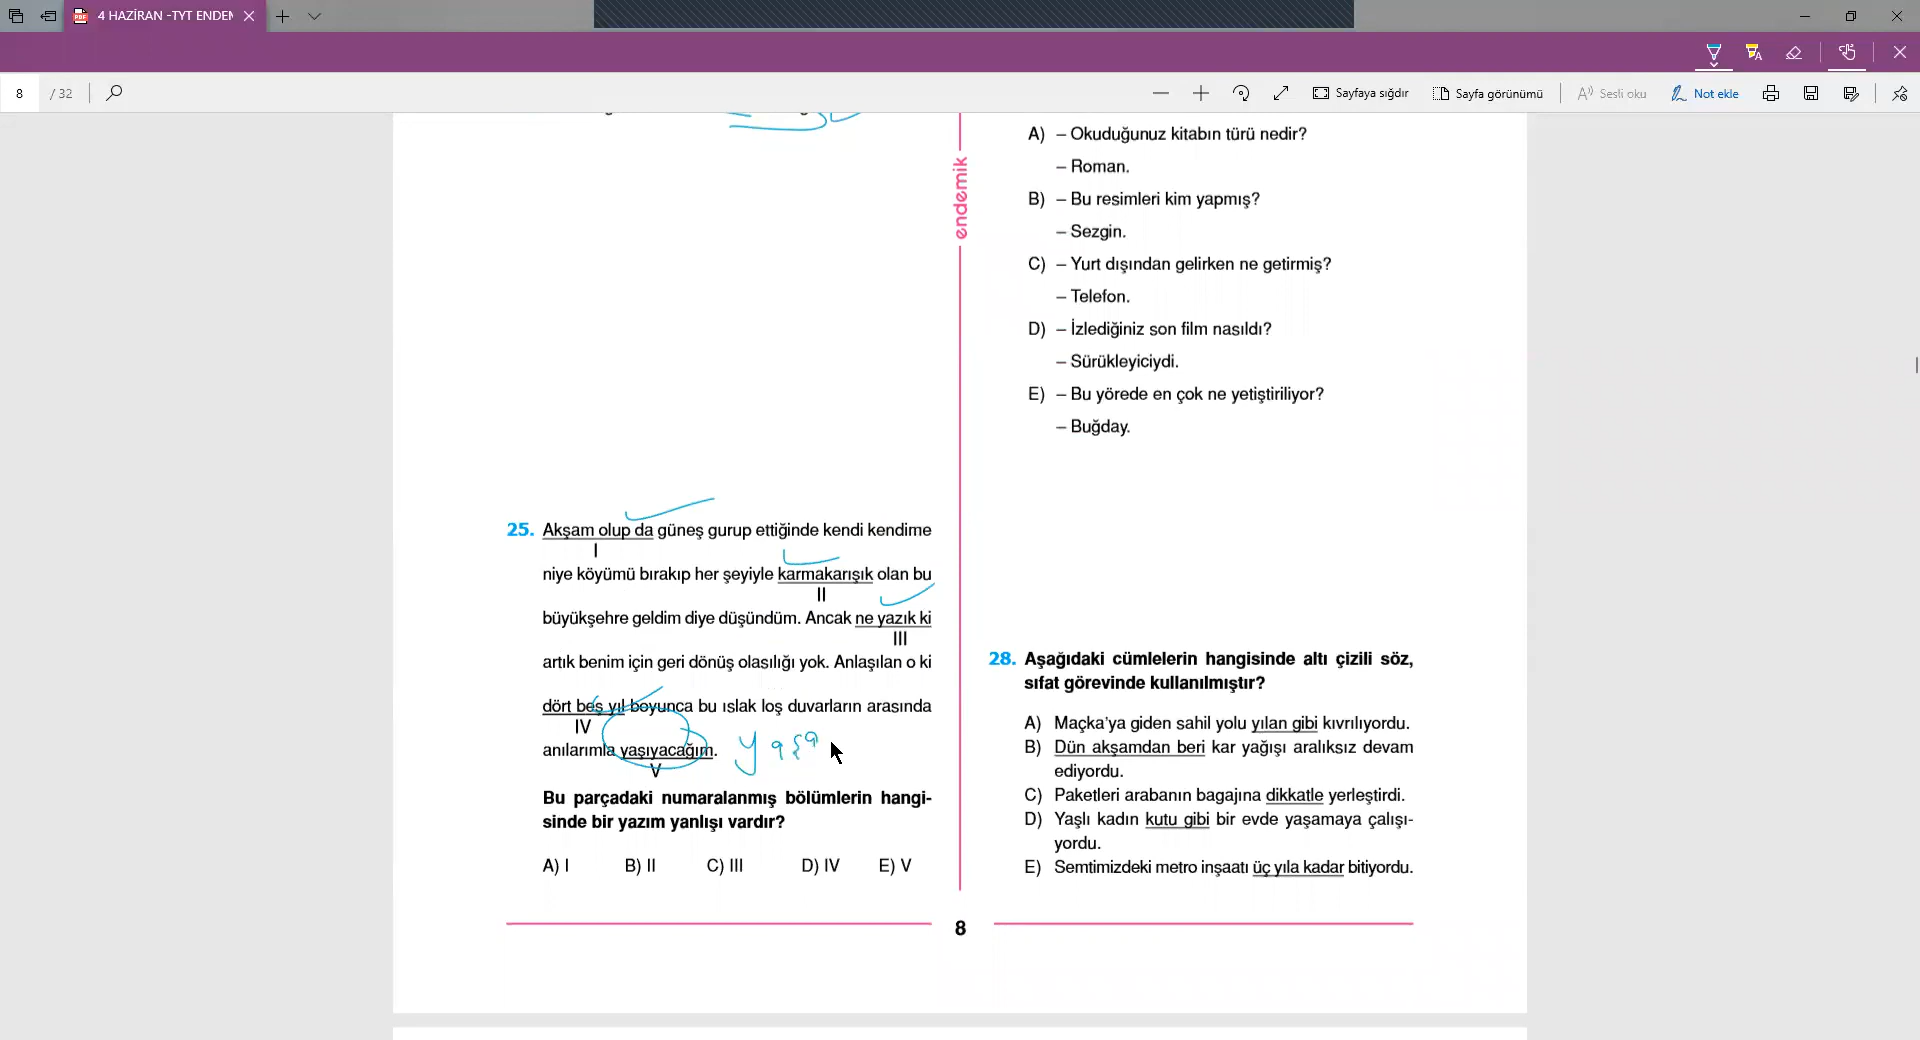 4 HAZİRAN -TYT ENDEM
8 / 32
Sayfaya sığdır
Sayfa görünümü
Sesli oku
Not ekle
25. Akşam olup da güneş gurup ettiğinde kendi kendime
I
niye köyümü bırakıp her şeyiyle karmakarışık olan bu
II
büyükşehre geldim diye düşündüm. Ancak ne yazık ki
III
artık benim için geri dönüş olasılığı yok. Anlaşılan o ki
dört beş yıl boyunca bu ıslak loş duvarların arasında
IV
anılarımla yaşıyacağım. yaşa
V
Bu parçadaki numaralanmış bölümlerin hangi-
sinde bir yazım yanlışı vardır?
A) I B) II C) III D) IV E) V
endemik
A) – Okuduğunuz kitabın türü nedir?
– Roman.
B) – Bu resimleri kim yapmış?
– Sezgin.
C) – Yurt dışından gelirken ne getirmiş?
– Telefon.
D) – İzlediğiniz son film nasıldı?
– Sürükleyiciydi.
E) – Bu yörede en çok ne yetiştiriliyor?
– Buğday.
28. Aşağıdaki cümlelerin hangisinde altı çizili söz,
sıfat görevinde kullanılmıştır?
A) Maçka'ya giden sahil yolu yılan gibi kıvrılıyordu.
B) Dün akşamdan beri kar yağışı aralıksız devam
ediyordu.
C) Paketleri arabanın bagajına dikkatle yerleştirdi.
D) Yaşlı kadın kutu gibi bir evde yaşamaya çalışı-
yordu.
E) Semtimizdeki metro inşaatı üç yıla kadar bitiyordu.
8